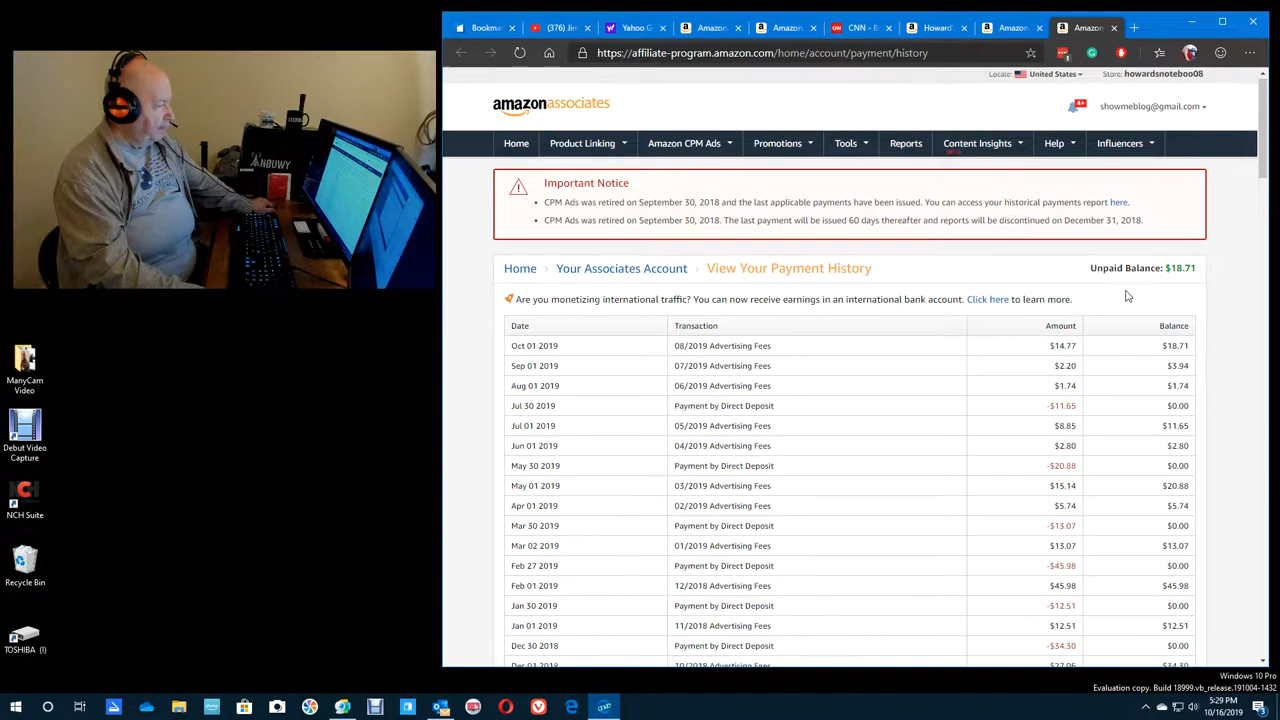 Bookmar
(376) Jim
Yahoo G
Amazon.
Amazon.
CNN - B
Howard'
Amazon
Amazon
https://affiliate-program.amazon.com/home/account/payment/history
Locale: United States Store: howardsnoteboo08
amazonassociates
4+
showmeblog@gmail.com
Home Product Linking Amazon CPM Ads Promotions Tools Reports Content Insights Help Influencers
Important Notice
CPM Ads was retired on September 30, 2018 and the last applicable payments have been issued. You can access your historical payments report here.
CPM Ads was retired on September 30, 2018. The last payment will be issued 60 days thereafter and reports will be discontinued on December 31, 2018.
Home › Your Associates Account › View Your Payment History Unpaid Balance: $18.71
Are you monetizing international traffic? You can now receive earnings in an international bank account. Click here to learn more.
Date Transaction Amount Balance
Oct 01 2019 08/2019 Advertising Fees $14.77 $18.71
Sep 01 2019 07/2019 Advertising Fees $2.20 $3.94
Aug 01 2019 06/2019 Advertising Fees $1.74 $1.74
Jul 30 2019 Payment by Direct Deposit -$11.65 $0.00
Jul 01 2019 05/2019 Advertising Fees $8.85 $11.65
Jun 01 2019 04/2019 Advertising Fees $2.80 $2.80
May 30 2019 Payment by Direct Deposit -$20.88 $0.00
May 01 2019 03/2019 Advertising Fees $15.14 $20.88
Apr 01 2019 02/2019 Advertising Fees $5.74 $5.74
Mar 30 2019 Payment by Direct Deposit -$13.07 $0.00
Mar 02 2019 01/2019 Advertising Fees $13.07 $13.07
Feb 27 2019 Payment by Direct Deposit -$45.98 $0.00
Feb 01 2019 12/2018 Advertising Fees $45.98 $45.98
Jan 30 2019 Payment by Direct Deposit -$12.51 $0.00
Jan 01 2019 11/2018 Advertising Fees $12.51 $12.51
Dec 30 2018 Payment by Direct Deposit -$34.30 $0.00
Dec 01 2018 10/2018 Advertising Fees $27.06 $34.30
ANOUWY
ManyCam
Video
Debut Video
Capture
NCH Suite
Recycle Bin
TOSHIBA (I)
Windows 10 Pro
Evaluation copy. Build 18999.vb_release.191004-1432
5:29 PM
10/16/2019